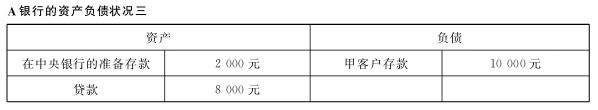 A 银行的资产负债状况三
资产 负债
在中央银行的准备存款 2 000 元 甲客户存款 10 000 元
贷款 8 000 元